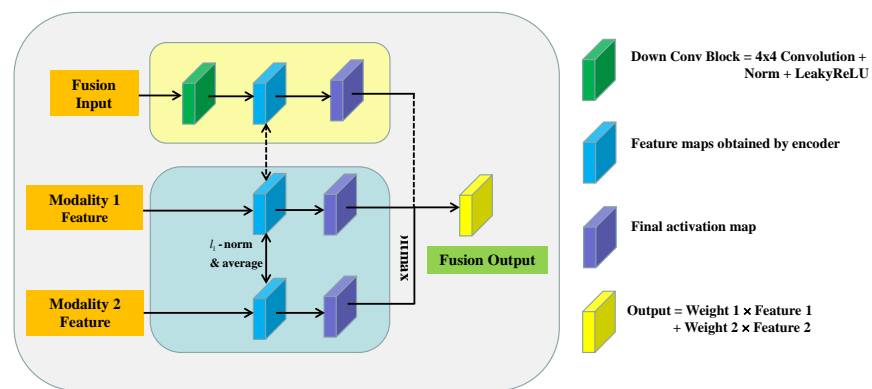 Fusion
Input
Modality 1
Feature
l₁ - norm
& average
Modality 2
Feature
Fusion Output
Down Conv Block = 4x4 Convolution +
Norm + LeakyReLU
Feature maps obtained by encoder
Final activation map
Output = Weight 1 × Feature 1
+ Weight 2 × Feature 2